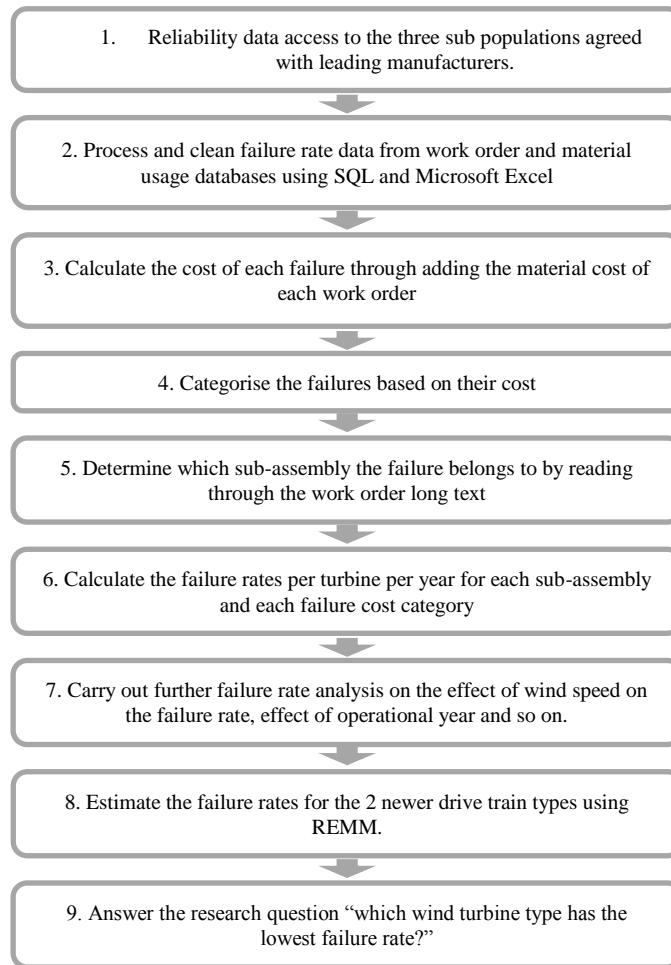 1. Reliability data access to the three sub populations agreed
with leading manufacturers.
2. Process and clean failure rate data from work order and material
usage databases using SQL and Microsoft Excel
3. Calculate the cost of each failure through adding the material cost of
each work order
4. Categorise the failures based on their cost
5. Determine which sub-assembly the failure belongs to by reading
through the work order long text
6. Calculate the failure rates per turbine per year for each sub-assembly
and each failure cost category
7. Carry out further failure rate analysis on the effect of wind speed on
the failure rate, effect of operational year and so on.
8. Estimate the failure rates for the 2 newer drive train types using
REMM.
9. Answer the research question “which wind turbine type has the
lowest failure rate?”